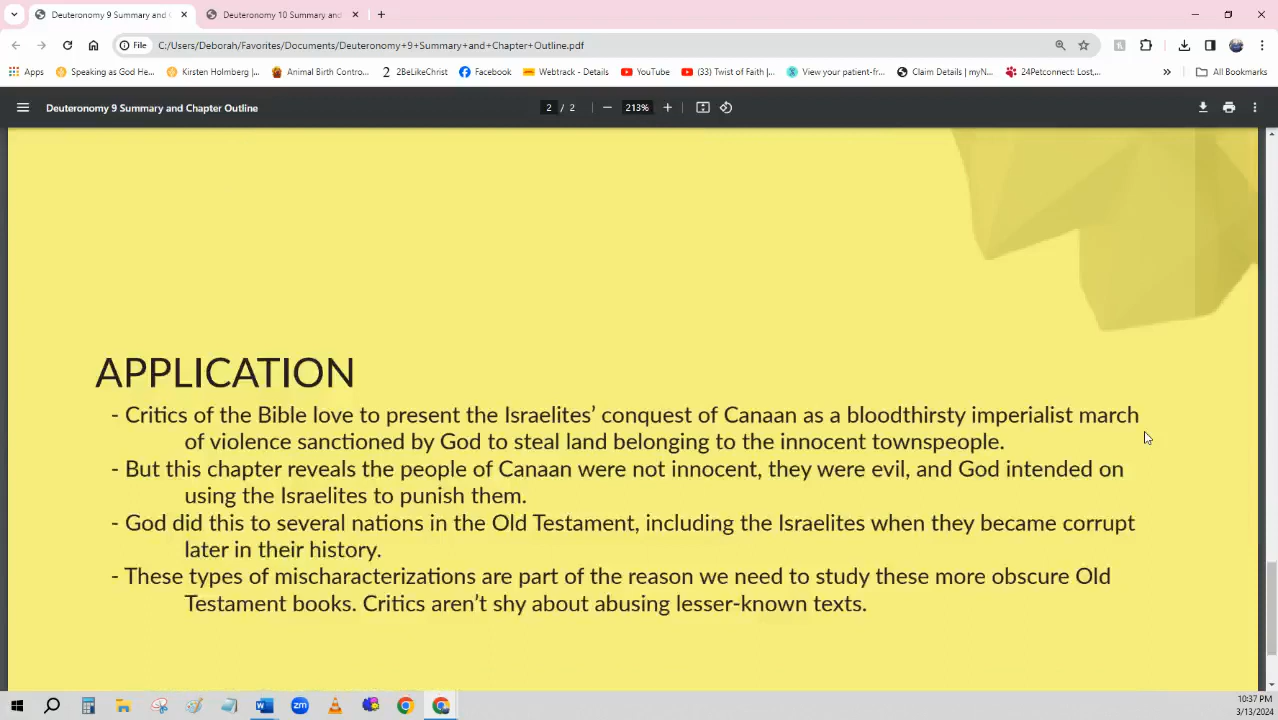 Deuteronomy 9 Summary and
Deuteronomy 10 Summary and
File
C:/Users/Deborah/Favorites/Documents/Deuteronomy+9+Summary+and+Chapter+Outline.pdf
Apps
Speaking as God He...
Kirsten Holmberg |...
Animal Birth Contro...
2 2BeLikeChrist
Facebook
Webtrack - Details
YouTube
(33) Twist of Faith |...
View your patient-fr...
Claim Details | myN...
24Petconnect: Lost,...
»
All Bookmarks
Deuteronomy 9 Summary and Chapter Outline
2 / 2
213%
APPLICATION
- Critics of the Bible love to present the Israelites’ conquest of Canaan as a bloodthirsty imperialist march
of violence sanctioned by God to steal land belonging to the innocent townspeople.
- But this chapter reveals the people of Canaan were not innocent, they were evil, and God intended on
using the Israelites to punish them.
- God did this to several nations in the Old Testament, including the Israelites when they became corrupt
later in their history.
- These types of mischaracterizations are part of the reason we need to study these more obscure Old
Testament books. Critics aren’t shy about abusing lesser-known texts.
W
zm
10:37 PM
3/13/2024